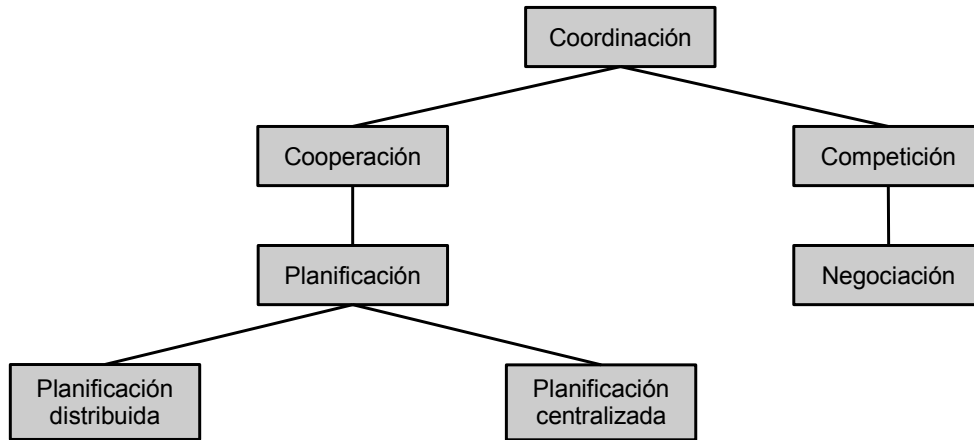 Coordinación
Cooperación
Competición
Planificación
Negociación
Planificación
distribuida
Planificación
centralizada